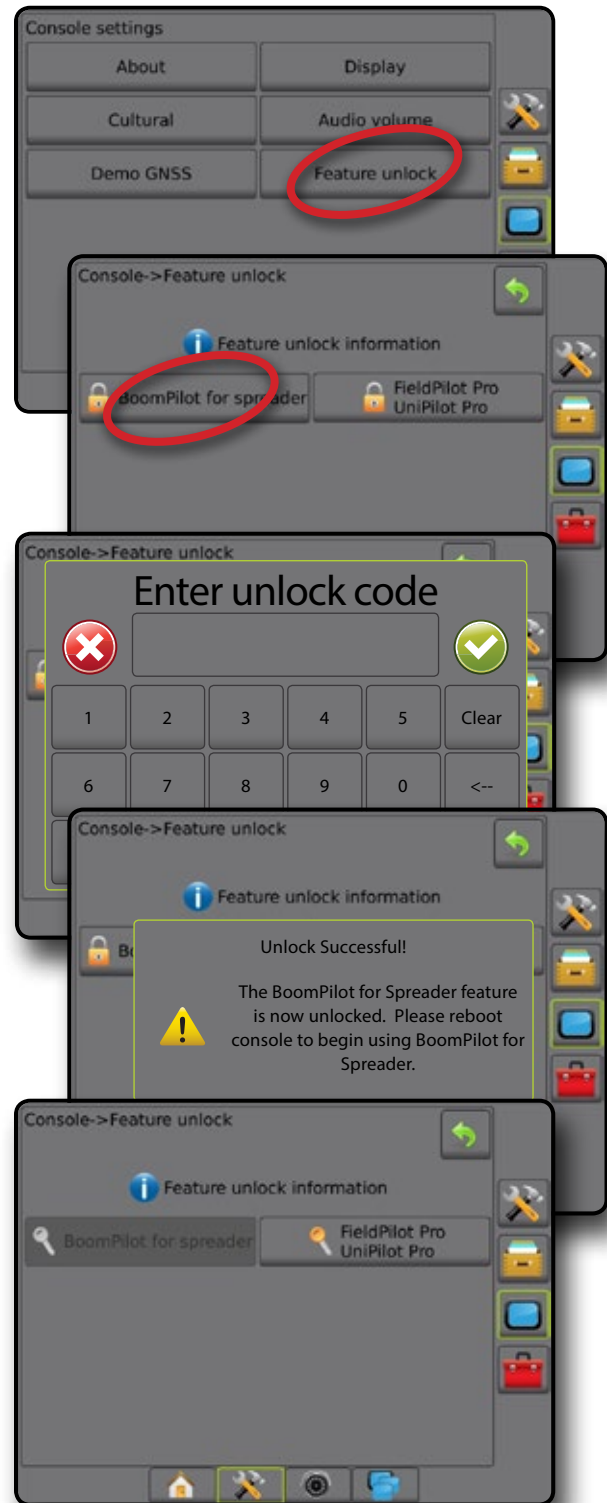 Console settings
About
Display
Cultural
Audio volume
Demo GNSS
Feature unlock
Console->Feature unlock
Feature unlock information
BoomPilot for spreader
FieldPilot Pro
UniPilot Pro
Console->Feature unlock
Enter unlock code
1 2 3 4 5 Clear
6 7 8 9 0 <--
Console->Feature unlock
Feature unlock information
Bo
Unlock Successful!
The BoomPilot for Spreader feature
is now unlocked. Please reboot
console to begin using BoomPilot for
Spreader.
Console->Feature unlock
Feature unlock information
BoomPilot for spreader
FieldPilot Pro
UniPilot Pro